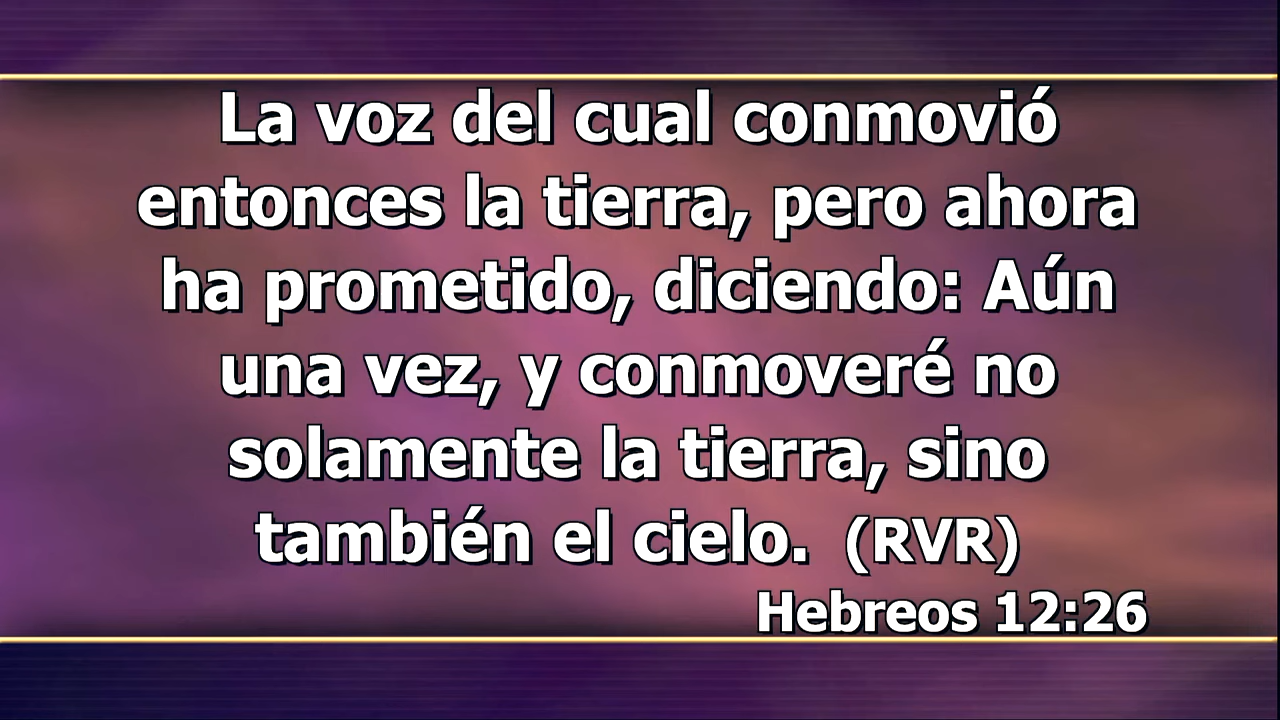 La voz del cual conmovió
entonces la tierra, pero ahora
ha prometido, diciendo: Aún
una vez, y conmoveré no
solamente la tierra, sino
también el cielo. (RVR)
Hebreos 12:26